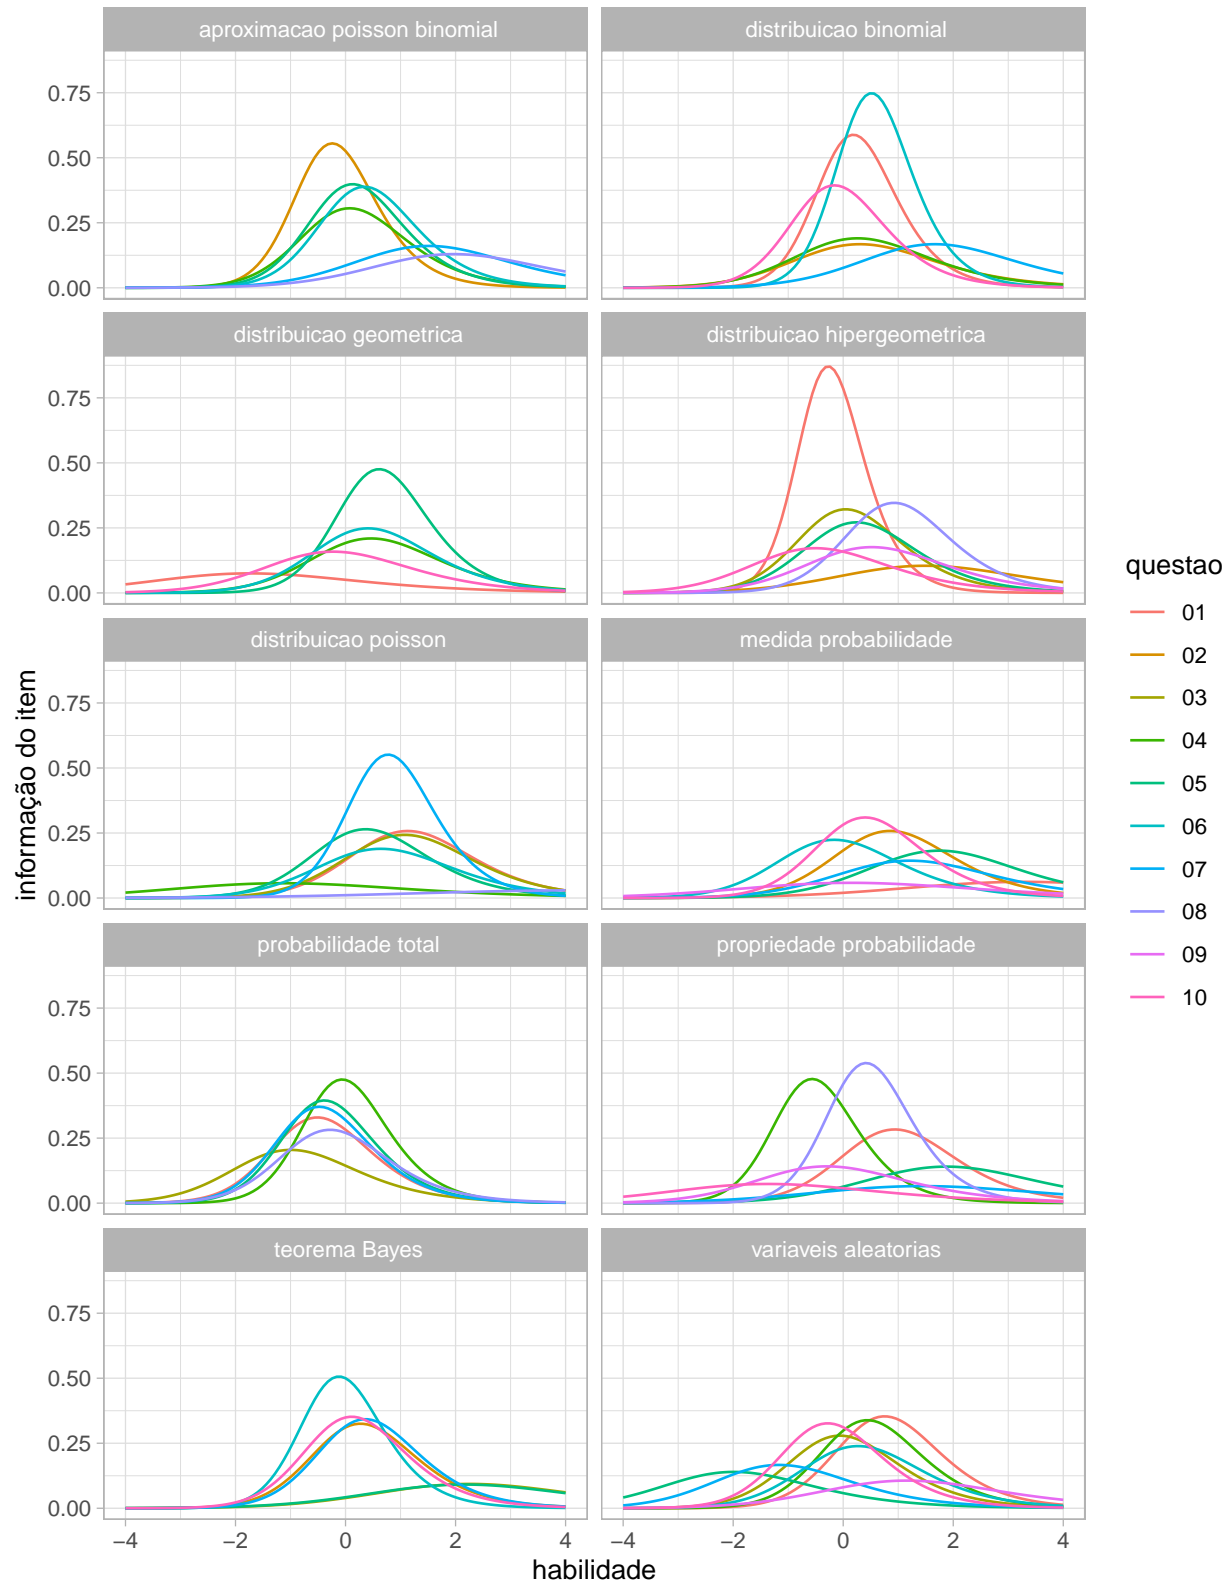 aproximacao poisson binomial
distribuicao binomial
0.75
0.50
0.25
0.00
distribuicao geometrica
distribuicao hipergeometrica
0.75
0.50
0.25
0.00
distribuicao poisson
medida probabilidade
0.75
0.50
0.25
0.00
probabilidade total
propriedade probabilidade
0.75
0.50
0.25
0.00
teorema Bayes
variaveis aleatorias
0.75
0.50
0.25
0.00
−4 −2 0 2 4
−4 −2 0 2 4
habilidade
informação do item
questao
01
02
03
04
05
06
07
08
09
10